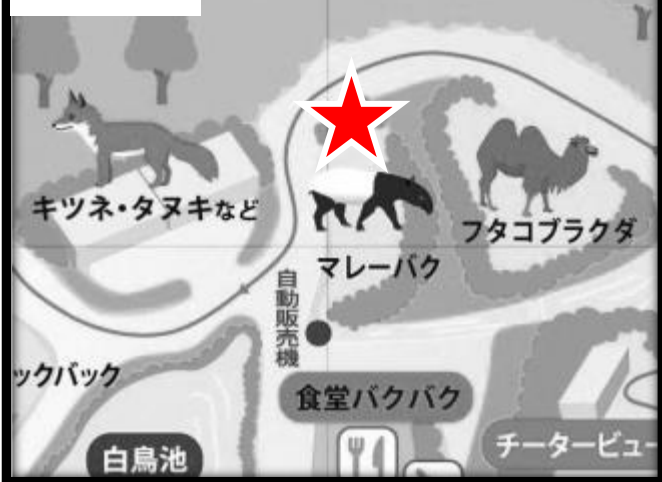 キツネ・タヌキなど
フタコブラクダ
マレーバク
自動販売機
ックバック
食堂バクバク
チータービュー
白鳥池